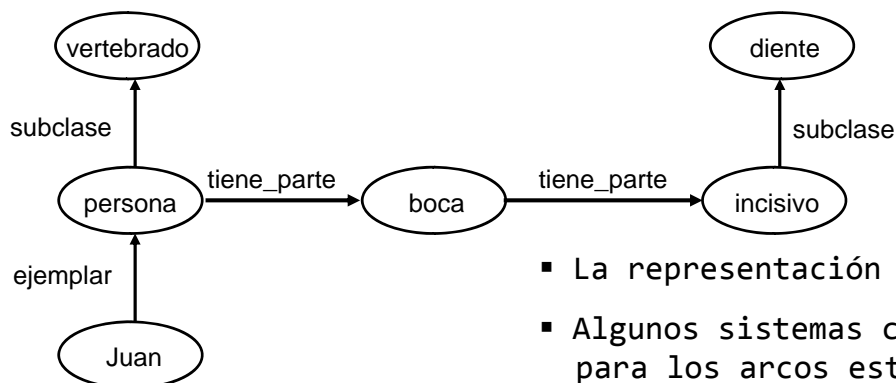 vertebrado
diente
subclase
subclase
persona
tiene_parte
boca
tiene_parte
incisivo
ejemplar
Juan
▪ La representación
▪ Algunos sistemas
para los arcos est